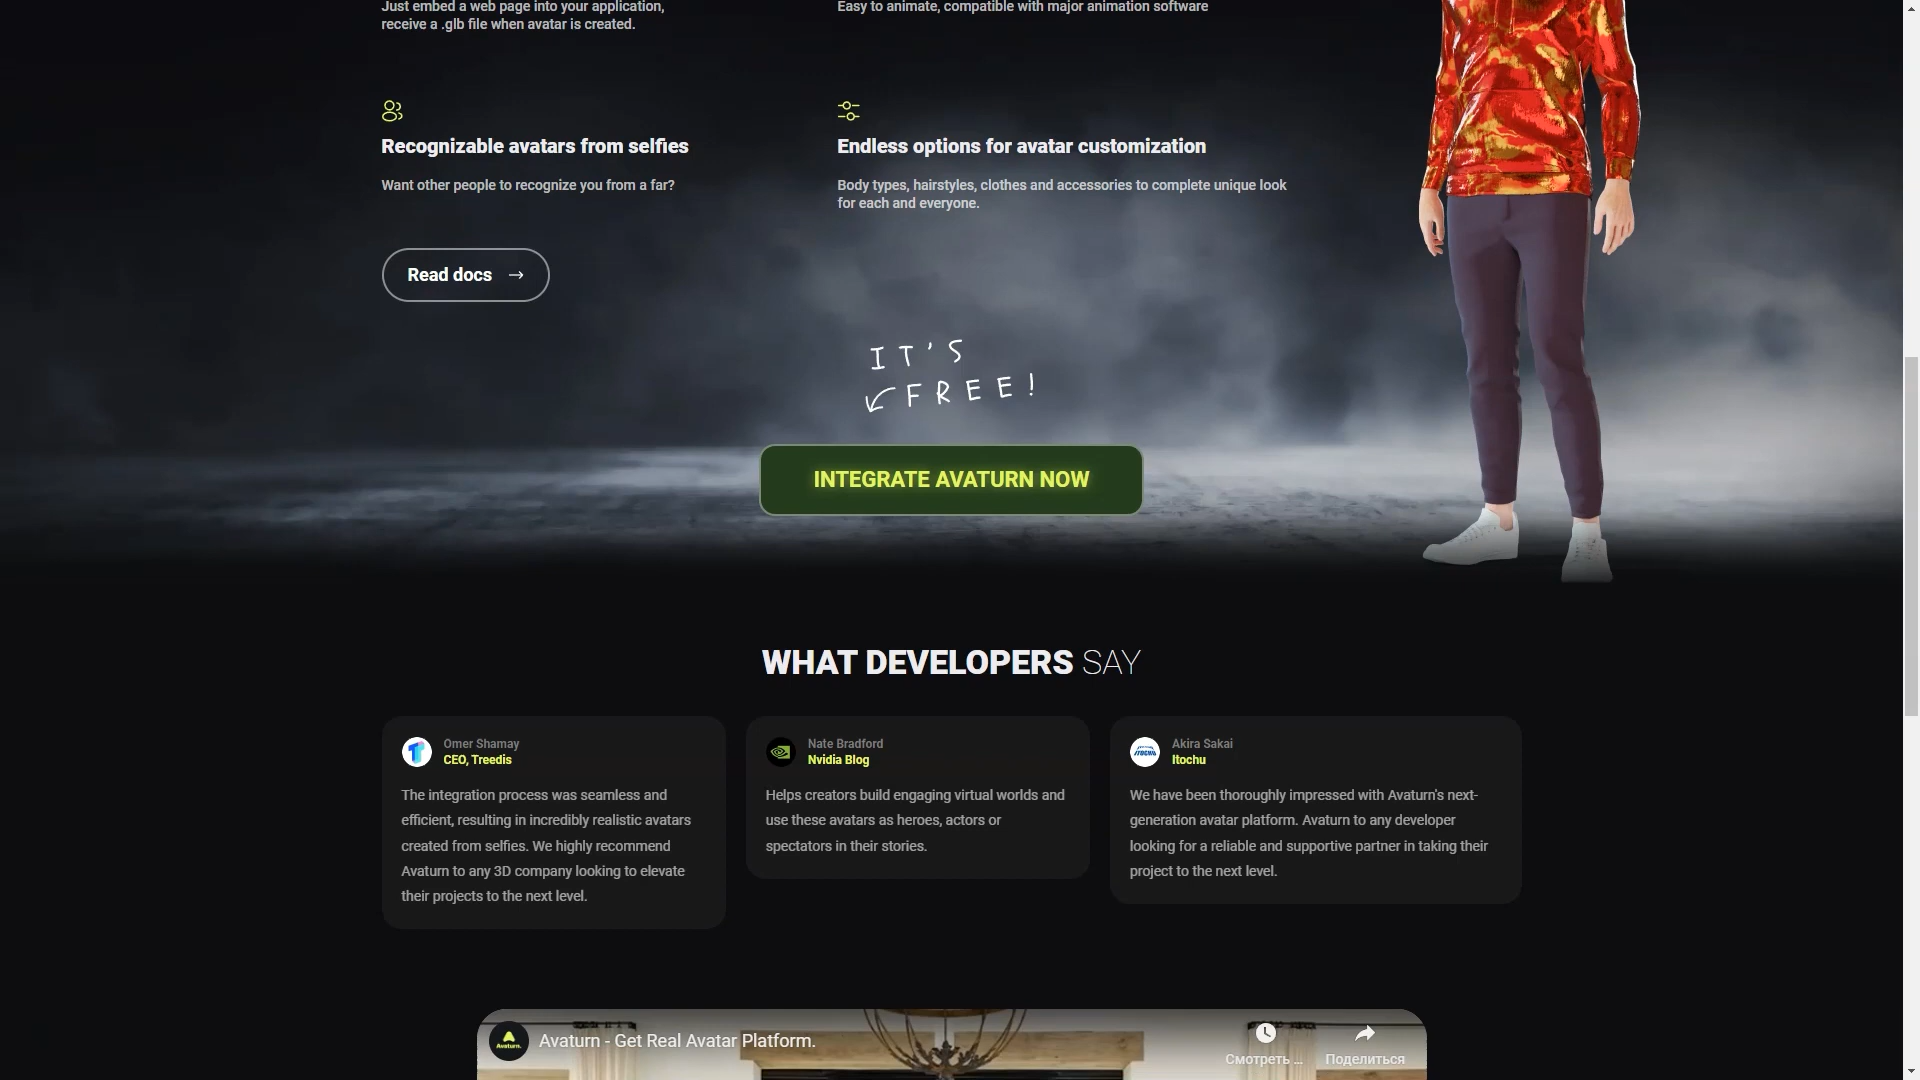 Just embed a web page into your application,
receive a .glb file when avatar is created.
Easy to animate, compatible with major animation software
Recognizable avatars from selfies
Want other people to recognize you from a far?
Endless options for avatar customization
Body types, hairstyles, clothes and accessories to complete unique look
for each and everyone.
Read docs
IT'S
FREE!
INTEGRATE AVATURN NOW
WHAT DEVELOPERS SAY
Omer Shamay
CEO, Treedis
The integration process was seamless and
efficient, resulting in incredibly realistic avatars
created from selfies. We highly recommend
Avaturn to any 3D company looking to elevate
their projects to the next level.
Nate Bradford
Nvidia Blog
Helps creators build engaging virtual worlds and
use these avatars as heroes, actors or
spectators in their stories.
ITOCHU
Akira Sakai
Itochu
We have been thoroughly impressed with Avaturn's next-
generation avatar platform. Avaturn to any developer
looking for a reliable and supportive partner in taking their
project to the next level.
Avaturn.
Avaturn - Get Real Avatar Platform.
Смотреть ...
Поделиться